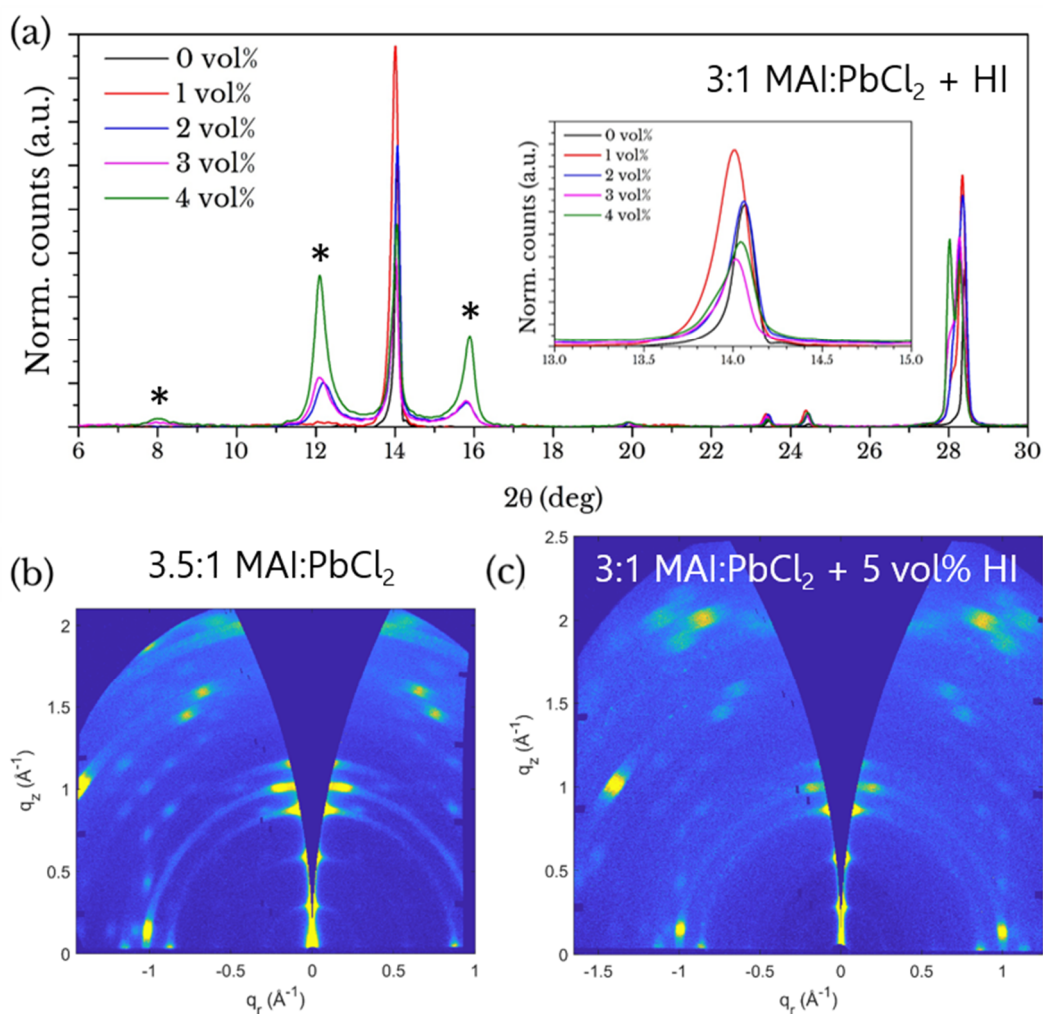 (a)
0 vol%
1 vol%
2 vol%
3 vol%
4 vol%
3:1 MAI:PbCl₂ + HI
*
*
*
Norm. counts (a.u.)
0 vol%
1 vol%
2 vol%
3 vol%
4 vol%
Norm. counts (a.u.)
13.0 13.5 14.0 14.5 15.0
6 8 10 12 14 16 18 20 22 24 26 28 30
2θ (deg)
(b)
3.5:1 MAI:PbCl₂
2
1.5
1
0.5
0
q_z (Å⁻¹)
-1 -0.5 0 0.5 1
q_r (Å⁻¹)
(c)
3:1 MAI:PbCl₂ + 5 vol% HI
2.5
2
1.5
1
0.5
0
q_z (Å⁻¹)
-1.5 -1 -0.5 0 0.5 1
q_r (Å⁻¹)